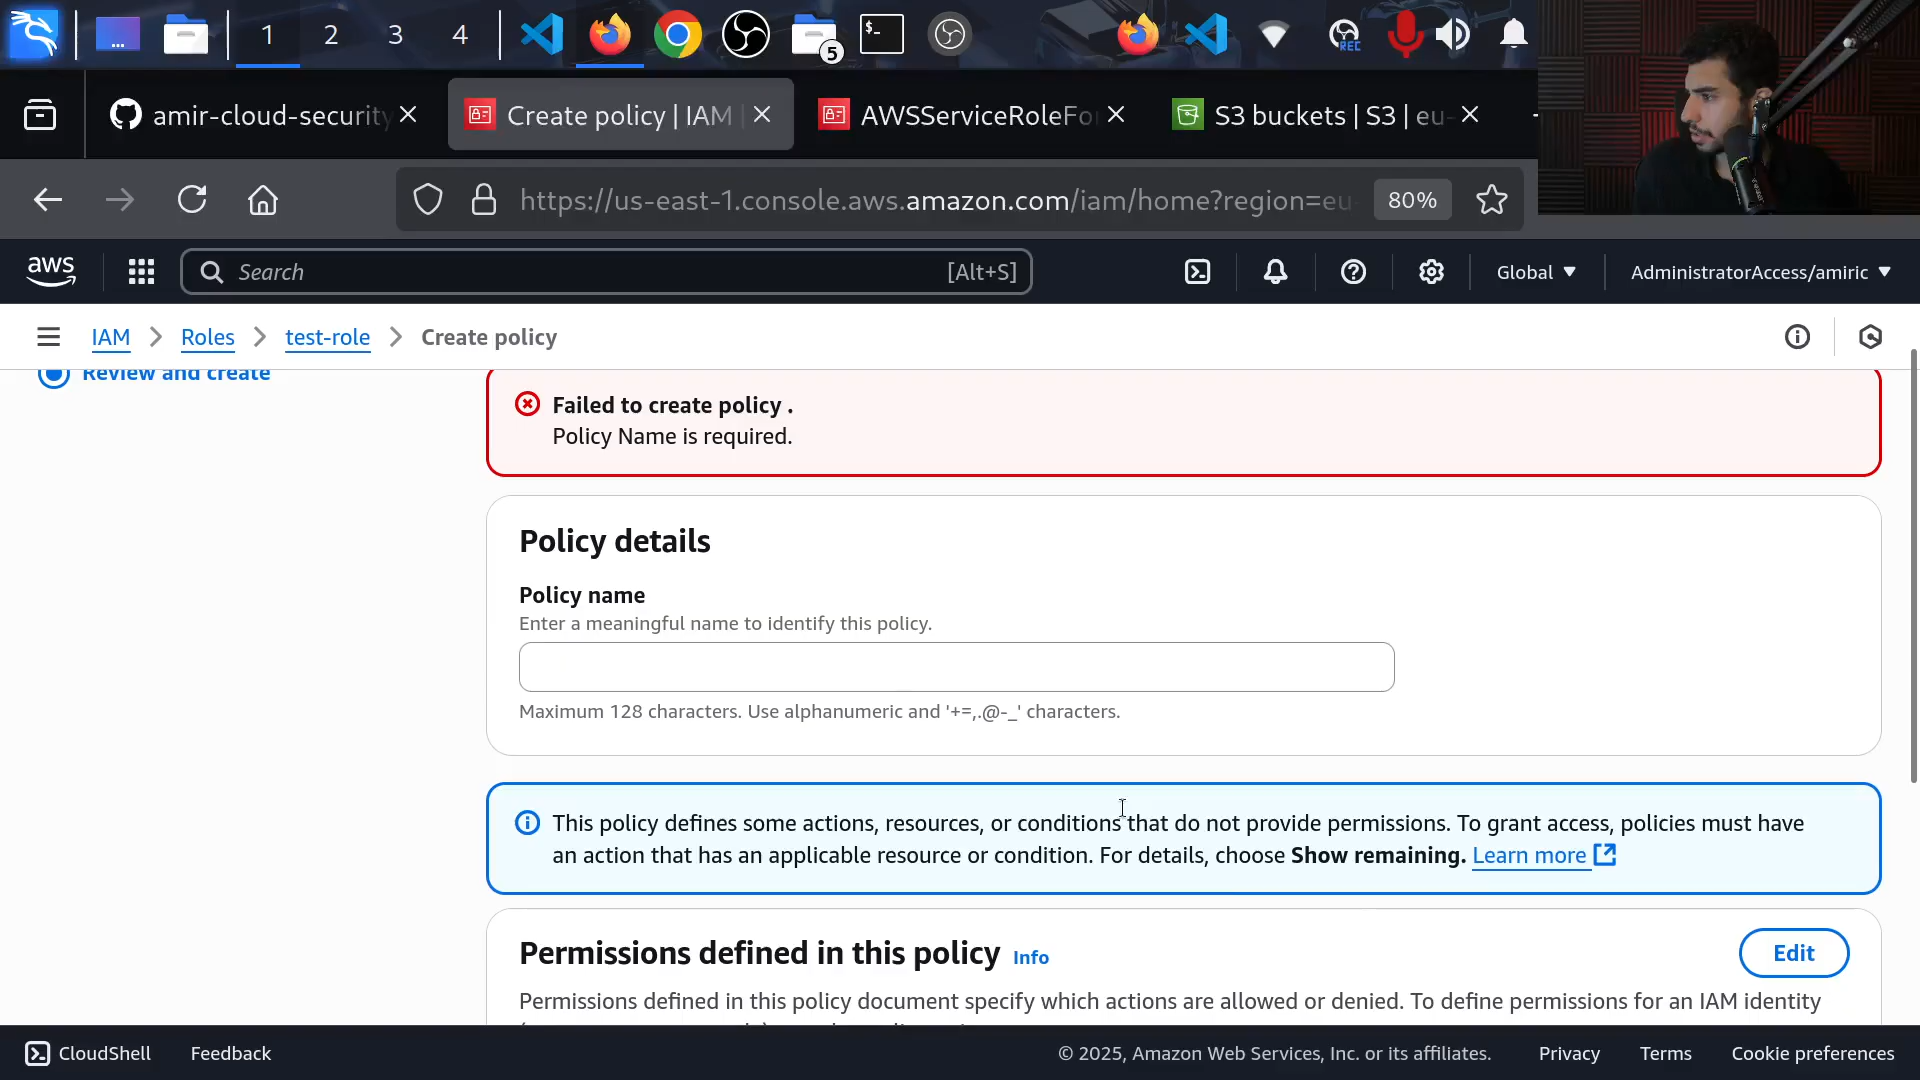 1
2
3
4
5
REC
amir-cloud-security
Create policy | IAM |
AWSServiceRoleFo
S3 buckets | S3 | eu-
https://us-east-1.console.aws.amazon.com/iam/home?region=eu-
80%
aws
Search
[Alt+S]
Global
AdministratorAccess/amiric
IAM
Roles
test-role
Create policy
Review and create
Failed to create policy .
Policy Name is required.
Policy details
Policy name
Enter a meaningful name to identify this policy.
Maximum 128 characters. Use alphanumeric and '+=,.@-_' characters.
This policy defines some actions, resources, or conditions that do not provide permissions. To grant access, policies must have
an action that has an applicable resource or condition. For details, choose Show remaining. Learn more
Permissions defined in this policy Info
Edit
Permissions defined in this policy document specify which actions are allowed or denied. To define permissions for an IAM identity
CloudShell
Feedback
© 2025, Amazon Web Services, Inc. or its affiliates.
Privacy
Terms
Cookie preferences